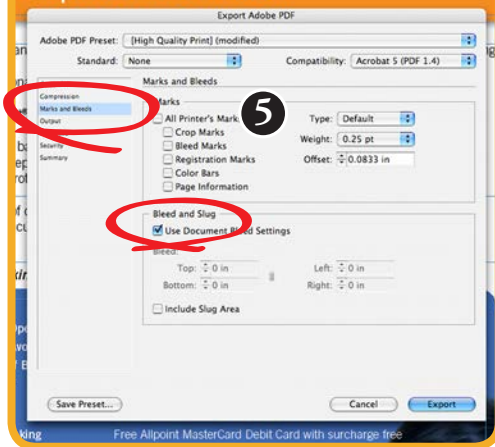 Export Adobe PDF
Adobe PDF Preset: [High Quality Print] (modified)
Standard: None Compatibility: Acrobat 5 (PDF 1.4)
Marks and Bleeds
Compression
Marks and Bleeds
Output
Security
Summary
Marks
All Printer's Mark
5
Type: Default
Crop Marks
Weight: 0.25 pt
Bleed Marks
Registration Marks
Offset: 0.0833 in
Color Bars
Page Information
Bleed and Slug
Use Document Bleed Settings
Bleed:
Top: 0 in Left: 0 in
Bottom: 0 in Right: 0 in
Include Slug Area
Save Preset... Cancel Export
king Free Allpoint MasterCard Debit Card with surcharge free